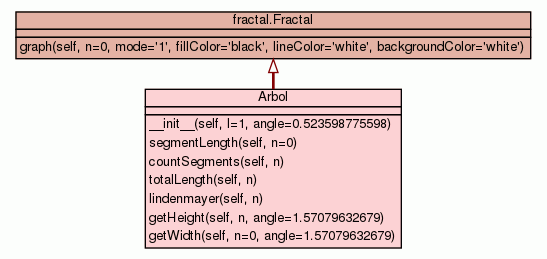 fractal.Fractal
graph(self, n=0, mode='1', fillColor='black', lineColor='white', backgroundColor='white')
Arbol
__init__(self, l=1, angle=0.523598775598)
segmentLength(self, n=0)
countSegments(self, n)
totalLength(self, n)
lindenmayer(self, n)
getHeight(self, n, angle=1.57079632679)
getWidth(self, n=0, angle=1.57079632679)